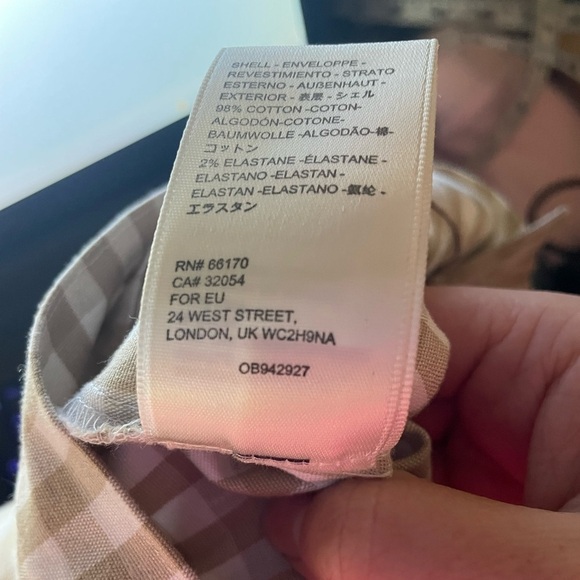 SHELL - ENVELOPPE -
REVESTIMIENTO - STRATO
ESTERNO - AUßENHAUT -
EXTERIOR - 表層 - シェル
98% COTTON -COTON-
ALGODÓN-COTONE-
BAUMWOLLE -ALGODÃO-棉-
コットン
2% ELASTANE -ÉLASTANE -
ELASTANO -ELASTAN -
ELASTAN -ELASTANO -氨纶 -
エラスタン
RN# 66170
CA# 32054
FOR EU
24 WEST STREET,
LONDON, UK WC2H9NA
OB942927